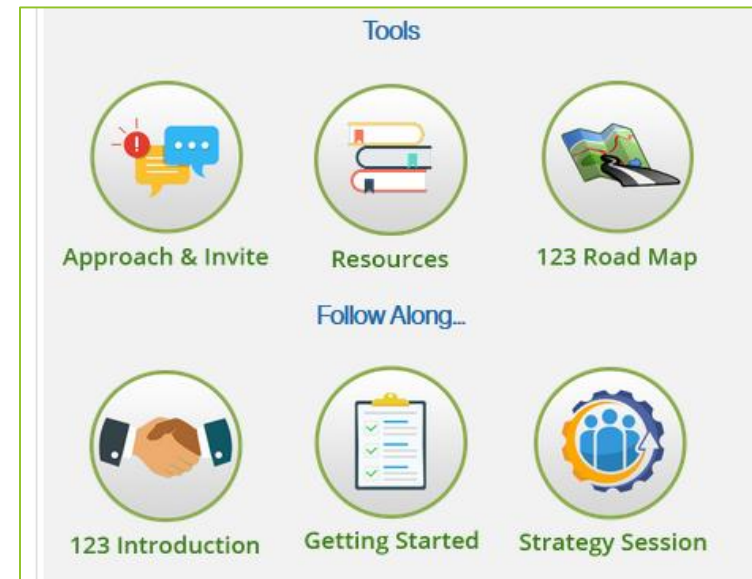 Tools
Approach & Invite
Resources
123 Road Map
Follow Along...
123 Introduction
Getting Started
Strategy Session